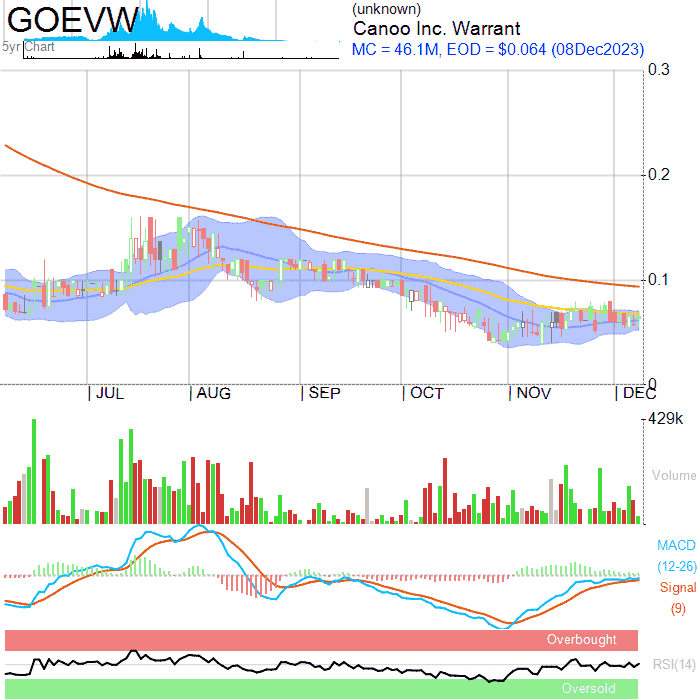 GOEVW
(unknown)
Canoo Inc. Warrant
5yr Chart
MC = 46.1M, EOD = $0.064 (08Dec2023)
0.3
0.2
0.1
0
JUL AUG SEP OCT NOV DEC
429k
Volume
MACD
(12-26)
Signal
(9)
Overbought
RSI(14)
Oversold